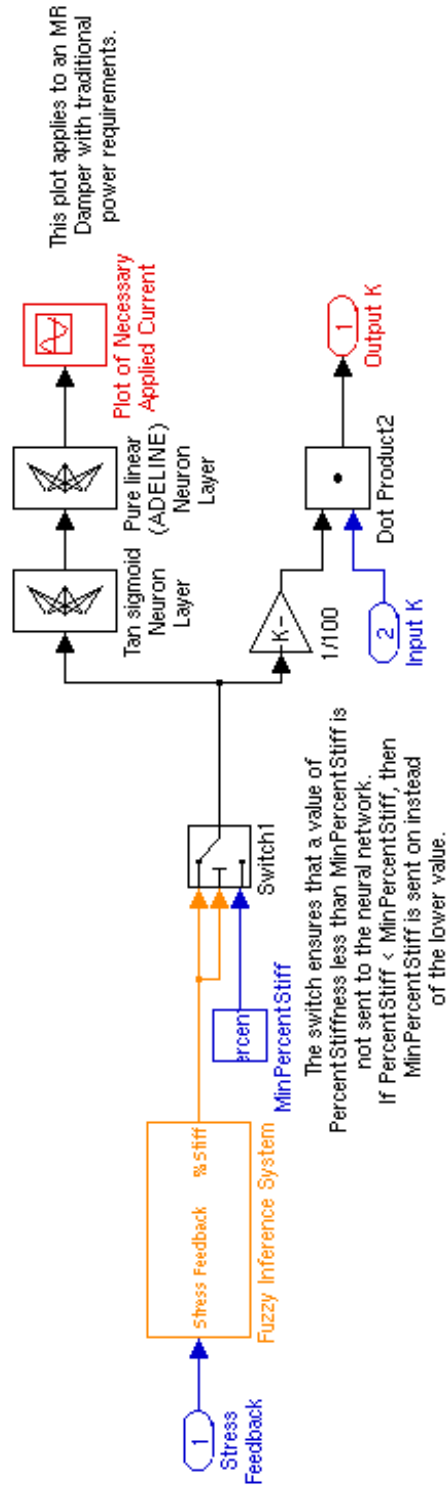 1
Stress
Feedback
Stress Feedback %Stiff
Fuzzy Inference System
ercen
MinPercentStiff
Switch1
The switch ensures that a value of
PercentStiffness less than MinPercentStiff is
not sent to the neural network.
If PercentStiff < MinPercentStiff, then
MinPercentStiff is sent on instead
of the lower value.
Tan sigmoid
Neuron
Layer
Pure linear
(ADELINE)
Neuron
Layer
Plot of Necessary
Applied Current
This plot applies to an MR
Damper with traditional
power requirements.
K-
1/100
2
Input K
Dot Product2
1
Output K